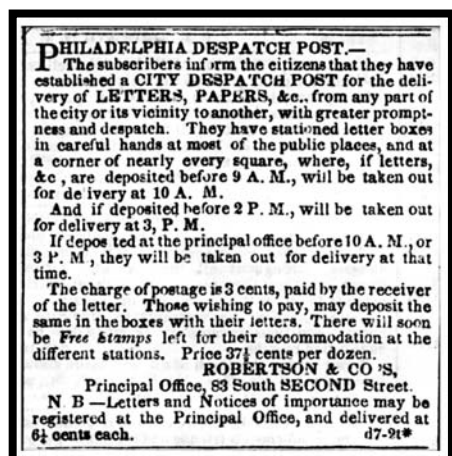 PHILADELPHIA DESPATCH POST.—
The subscribers inf rm the citizens that they have
established a CITY DESPATCH POST for the deli-
very of LETTERS, PAPERS, &c.. from any part of
the city or its vicinity to another, with greater prompt-
ness and despatch. They have stationed letter boxes
in careful hands at most of the public places, and at
a corner of nearly every square, where, if letters,
&c , are deposited before 9 A. M., will be taken out
for de ivery at 10 A. M.
And if deposited before 2 P. M., will be taken out
for delivery at 3, P. M.
If depos ted at the principal office before 10 A. M., or
3 P. M , they will be taken out for delivery at that
time.
The charge of postage is 3 cents, paid by the receiver
of the letter. Those wishing to pay, may deposit the
same in the boxes with their letters. There will soon
be Free Stamps left for their accommodation at the
different stations. Price 37½ cents per dozen.
ROBERTSON & CO 'S,
Principal Office, 83 South SECOND Street.
N. B —Letters and Notices of importance may be
registered at the Principal Office, and delivered at
6¼ cents each. d7-2t*